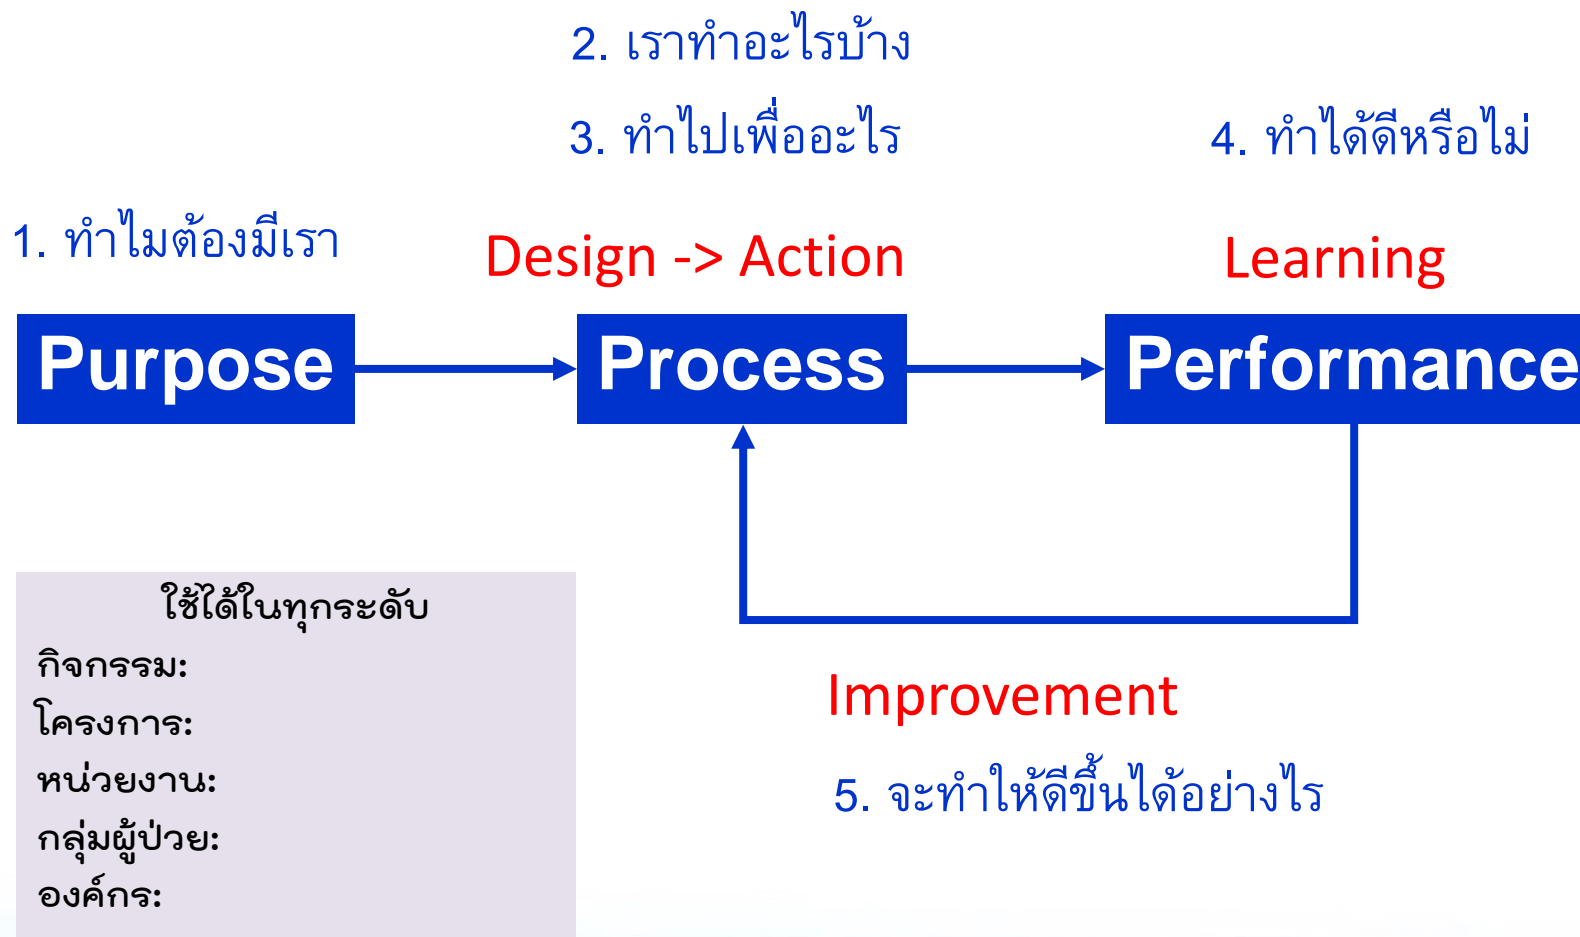 2. เราทำอะไรบ้าง
3. ทำไปเพื่ออะไร
4. ทำได้ดีหรือไม่
1. ทำไมต้องมีเรา
Design -> Action
Learning
Purpose
Process
Performance
ใช้ได้ในทุกระดับ
กิจกรรม:
โครงการ:
หน่วยงาน:
กลุ่มผู้ป่วย:
องค์กร:
Improvement
5. จะทำให้ดีขึ้นได้อย่างไร